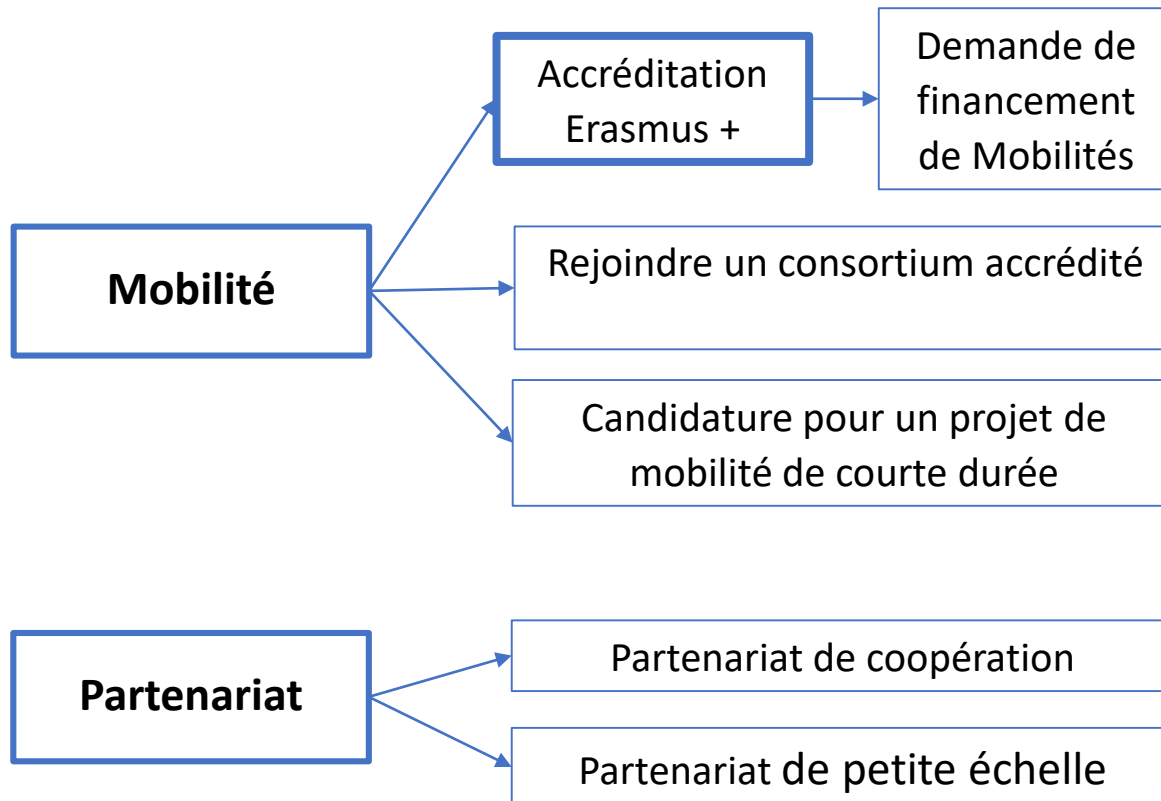 Accréditation
Erasmus +
Demande de
financement
de Mobilités
Mobilité
Rejoindre un consortium accrédité
Candidature pour un projet de
mobilité de courte durée
Partenariat
Partenariat de coopération
Partenariat de petite échelle